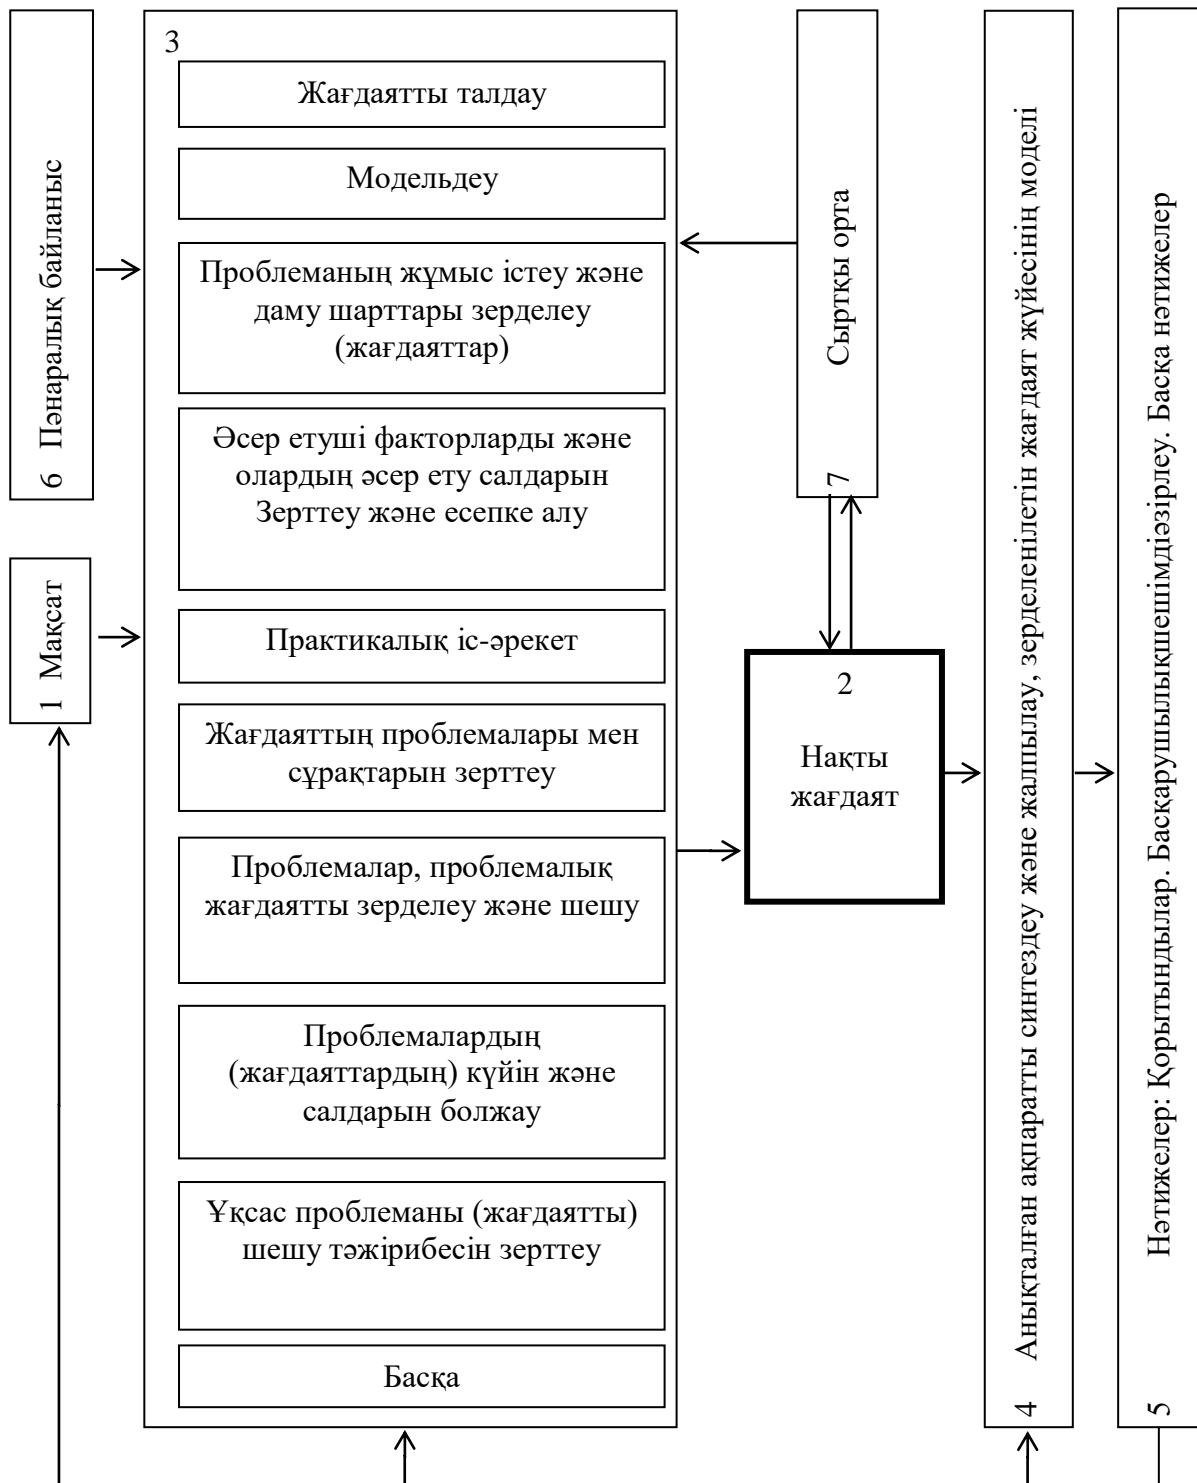 6 Пәнаралық байланыс
1 Мақсат
3
Жағдаятты талдау
Модельдеу
Проблеманың жұмыс істеу және
даму шарттары зерделеу
(жағдаяттар)
Әсер етуші факторларды және
олардың әсер ету салдарын
Зерттеу және есепке алу
Практикалық іс-әрекет
Жағдаяттың проблемалары мен
сұрақтарын зерттеу
Проблемалар, проблемалық
жағдаятты зерделеу және шешу
Проблемалардың
(жағдаяттардың) күйін және
салдарын болжау
Ұқсас проблеманы (жағдаятты)
шешу тәжірибесін зерттеу
Басқа
7 Сыртқы орта
2
Нақты
жағдаят
4 Анықталған ақпаратты синтездеу және жалпылау, зерделенілетін жағдаят жүйесінің моделі
5 Нәтижелер: Қорытындылар. Басқарушылықшешімдіәзірлеу. Басқа нәтижелер